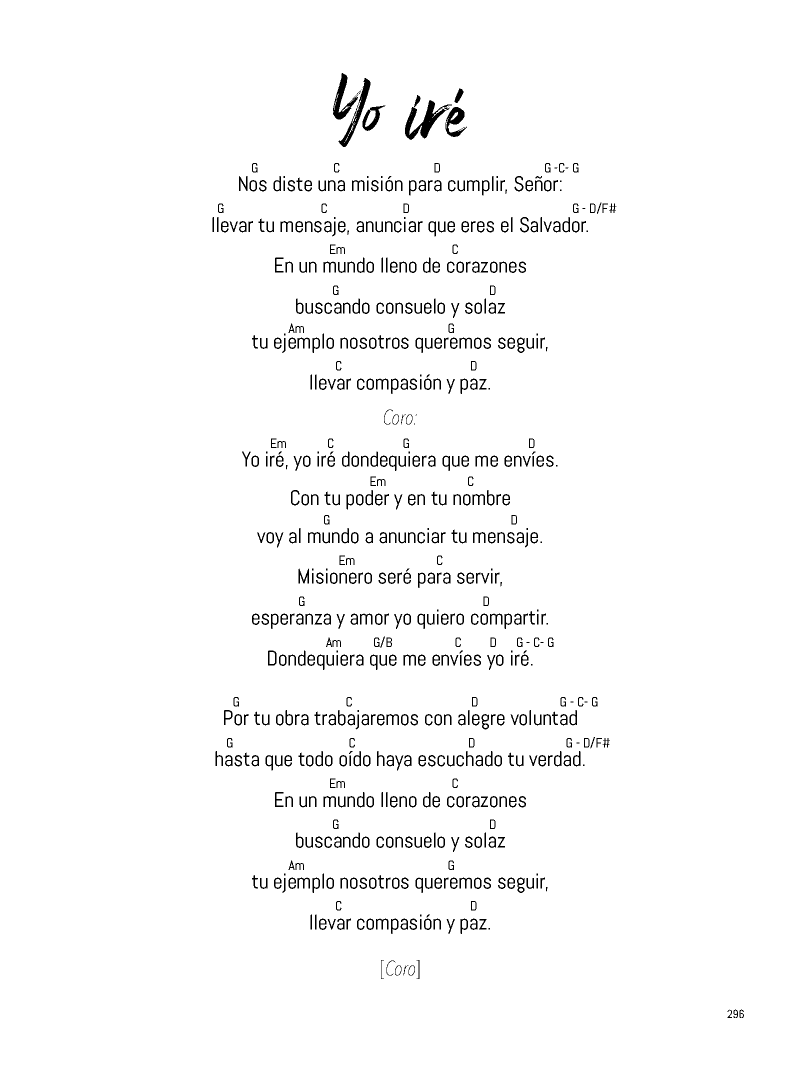 Yo iré
G C D G -C- G
Nos diste una misión para cumplir, Señor:
G C D G - D/F#
llevar tu mensaje, anunciar que eres el Salvador.
Em C
En un mundo lleno de corazones
G D
buscando consuelo y solaz
Am G
tu ejemplo nosotros queremos seguir,
C D
llevar compasión y paz.
Coro:
Em C G D
Yo iré, yo iré dondequiera que me envíes.
Em C
Con tu poder y en tu nombre
G D
voy al mundo a anunciar tu mensaje.
Em C
Misionero seré para servir,
G D
esperanza y amor yo quiero compartir.
Am G/B C D G - C- G
Dondequiera que me envíes yo iré.
G C D G - C- G
Por tu obra trabajaremos con alegre voluntad
G C D G - D/F#
hasta que todo oído haya escuchado tu verdad.
Em C
En un mundo lleno de corazones
G D
buscando consuelo y solaz
Am G
tu ejemplo nosotros queremos seguir,
C D
llevar compasión y paz.
[Coro]
296